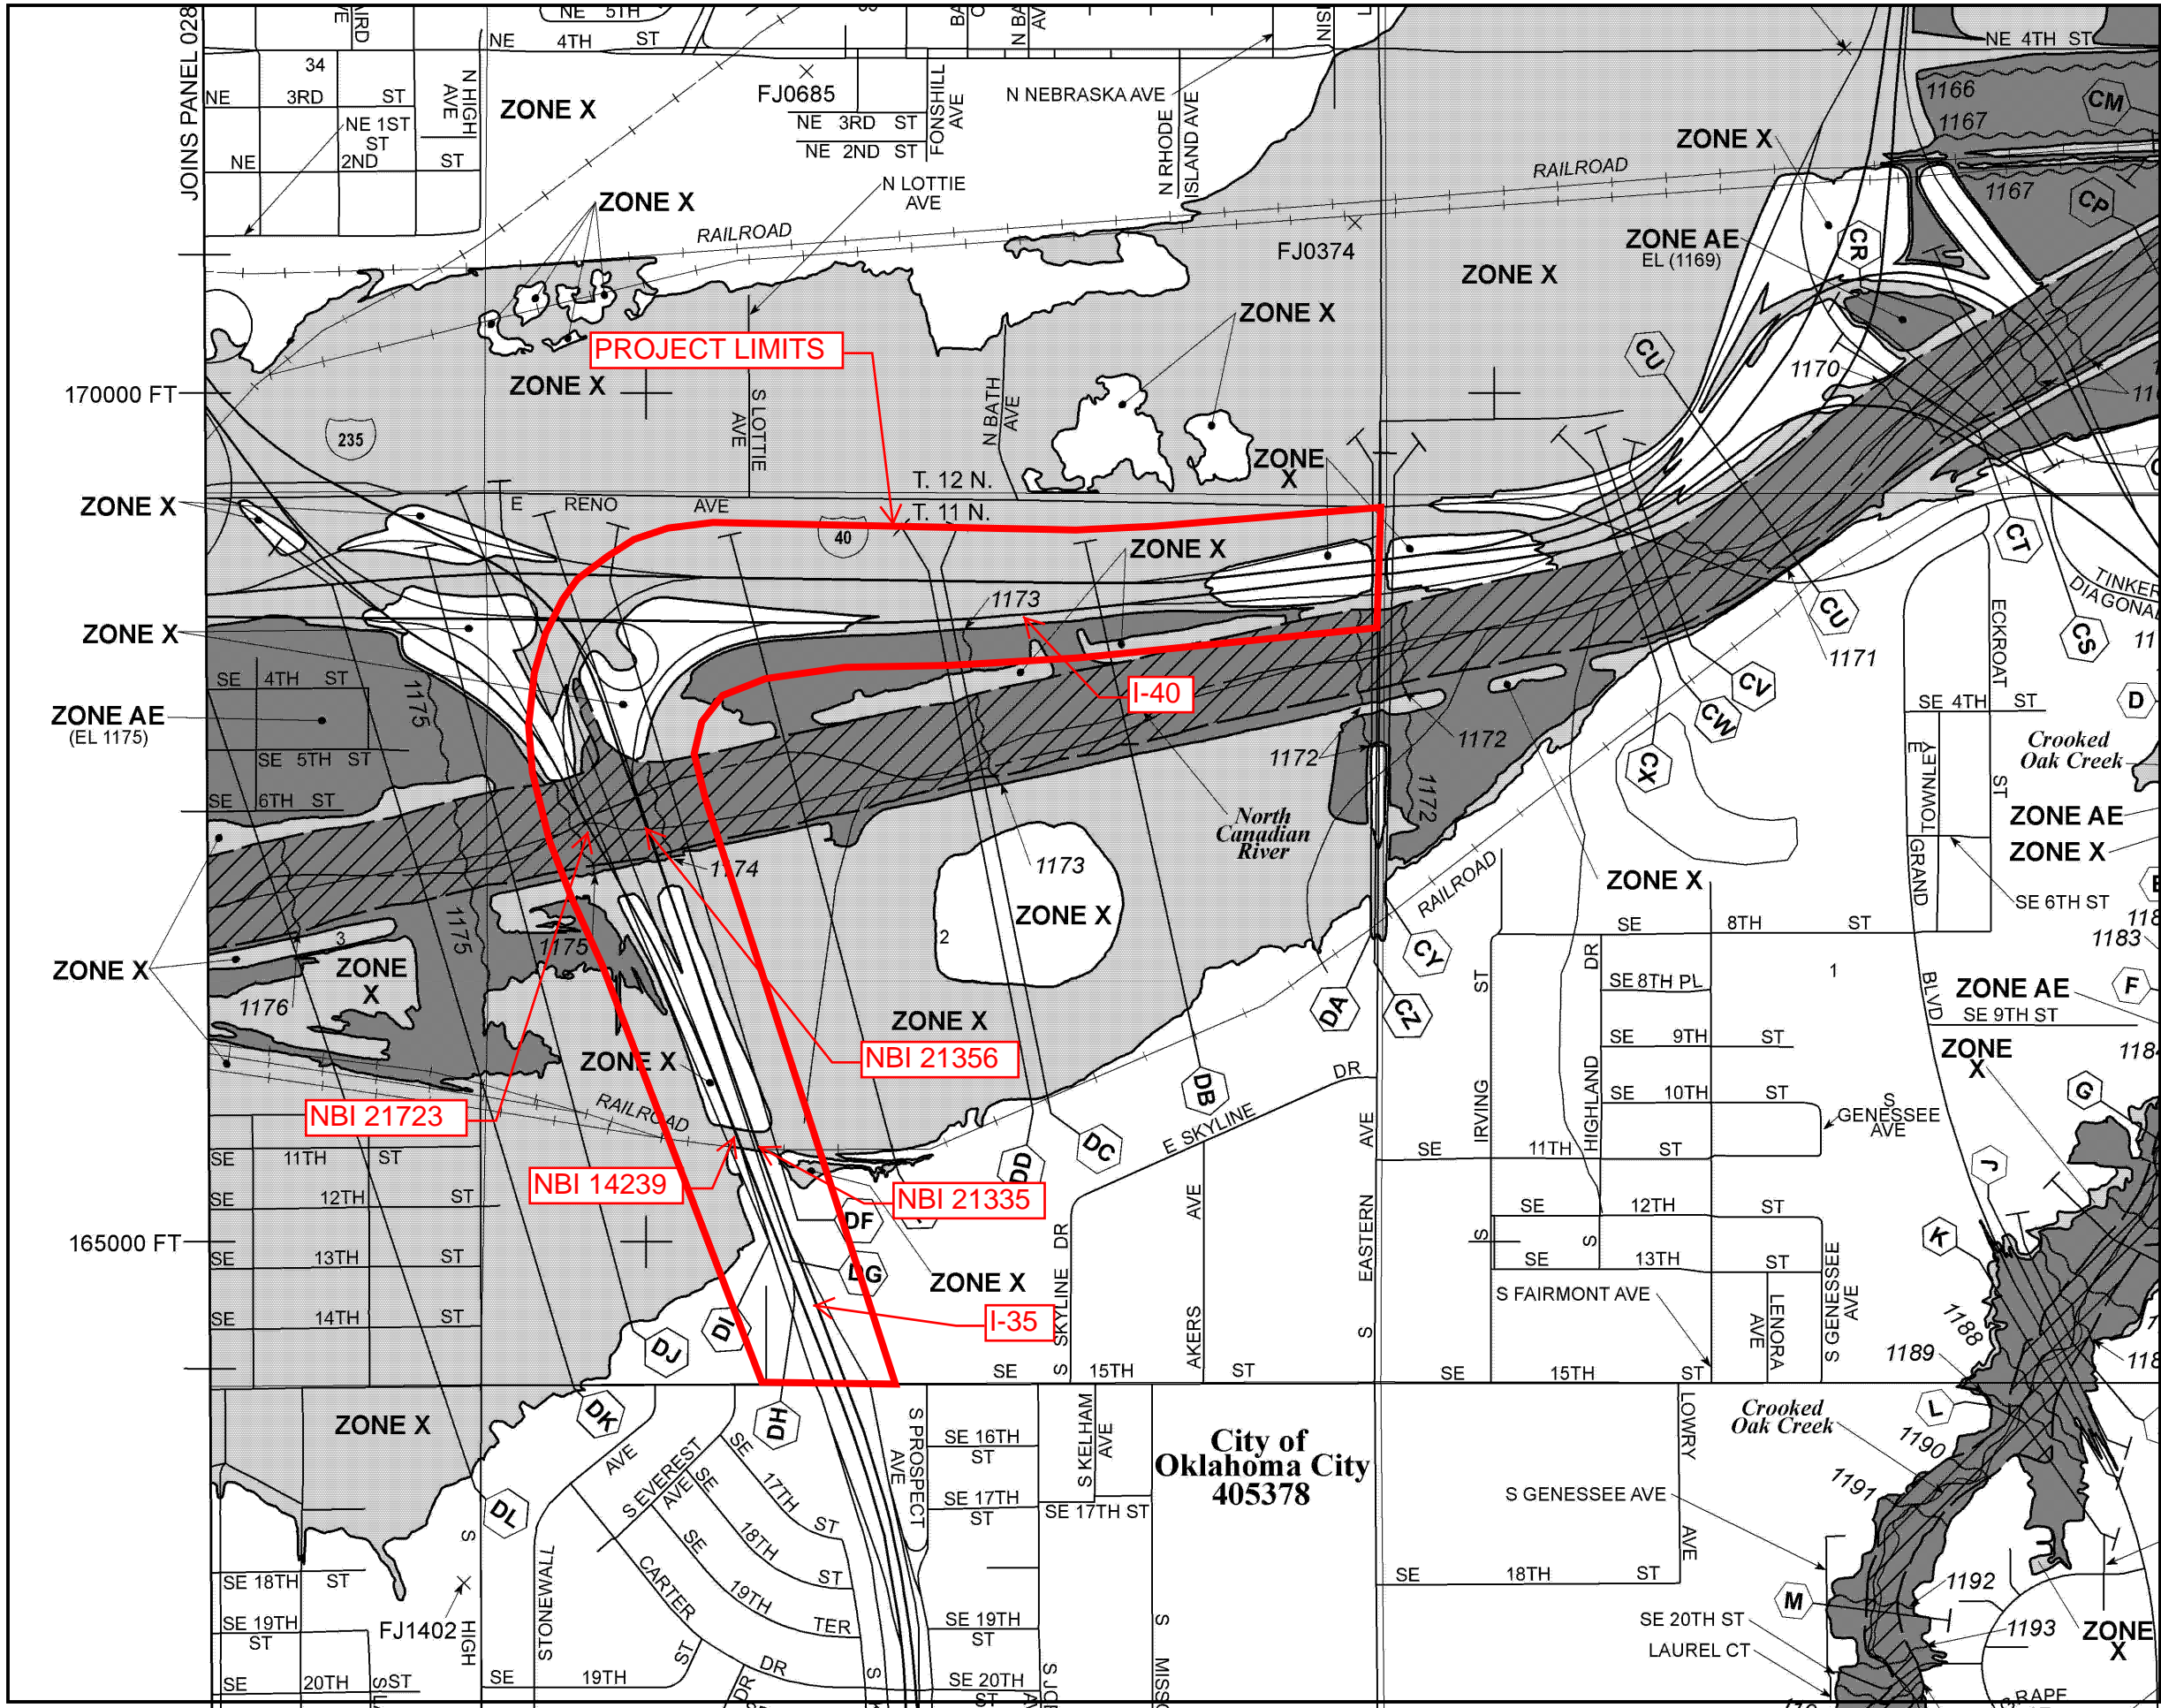 JOINS PANEL 028
NE 5TH
NE 4TH ST
NE 4TH ST
34
NE 3RD ST
NE 1ST ST
NE 2ND ST
N HIGH AVE
ZONE X
FJ0685
NE 3RD ST
NE 2ND ST
FONSHILL AVE
N NEBRASKA AVE
N RHODE ISLAND AVE
N LOTTIE AVE
ZONE X
RAILROAD
RAILROAD
FJ0374
ZONE X
ZONE X
ZONE AE
EL (1169)
1166
1167
1167
CM
CP
CR
CU
1170
ZONE X
PROJECT LIMITS
ZONE X
170000 FT
235
S LOTTIE AVE
N BATH AVE
ZONE X
T. 12 N.
T. 11 N.
E RENO AVE
40
ZONE X
ZONE X
ZONE X
1173
I-40
ZONE AE
(EL 1175)
SE 4TH ST
SE 5TH ST
SE 6TH ST
1175
1175
1175
1174
1173
1172
1172
1172
1171
North
Canadian
River
CT
CS
CU
CV
CW
CX
TINKER
DIAGONAL
ECKROAT ST
SE 4TH ST
E TOWNLEY
GRAND BLVD
D
Crooked
Oak Creek
ZONE AE
ZONE X
SE 6TH ST
1183
ZONE X
2
ZONE X
ZONE X
3
ZONE X
1176
ZONE X
ZONE X
NBI 21356
NBI 21723
NBI 14239
NBI 21335
RAILROAD
RAILROAD
CY
CZ
DA
DB
DC
DD
DF
DG
DI
DJ
DK
DH
DL
SE 8TH ST
SE 8TH PL
SE 9TH ST
SE 10TH ST
SE 11TH ST
SE 12TH ST
SE 13TH ST
1
S IRVING ST
S HIGHLAND DR
S GENESSEE AVE
ZONE AE
SE 9TH ST
F
ZONE X
G
J
K
E SKYLINE DR
S SKYLINE DR
AKERS AVE
S EASTERN AVE
SE 11TH ST
SE 12TH ST
SE 13TH ST
SE 14TH ST
165000 FT
ZONE X
I-35
S FAIRMONT AVE
LENORA AVE
S GENESSEE AVE
SE 15TH ST
SE 15TH ST
1188
1189
L
1190
1191
Crooked
Oak Creek
ZONE X
City of
Oklahoma City
405378
S PROSPECT AVE
SE 16TH ST
SE 17TH ST
S KELHAM AVE
SE 17TH ST
S EVEREST AVE
SE 17TH ST
SE 18TH ST
SE 19TH TER
CARTER DR
STONEWALL AVE
S HIGH
FJ1402
SE 18TH ST
SE 19TH ST
SE 20TH ST
SE 19TH ST
SE 19TH ST
SE 20TH ST
LOWRY AVE
SE 18TH ST
S GENESSEE AVE
M
1192
1193
SE 20TH ST
LAUREL CT
ZONE X